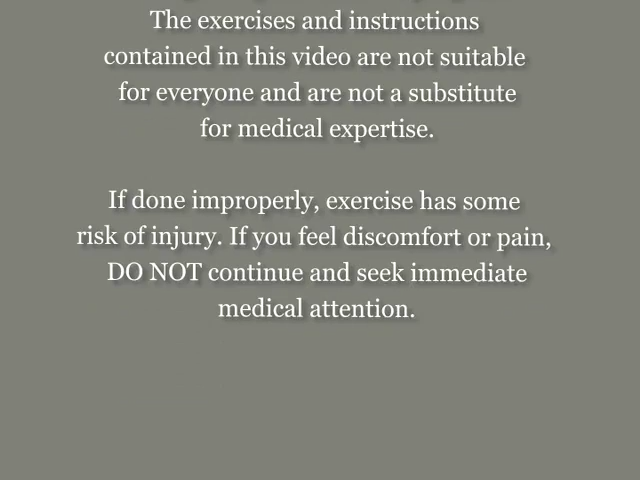 The exercises and instructions
contained in this video are not suitable
for everyone and are not a substitute
for medical expertise.
If done improperly, exercise has some
risk of injury. If you feel discomfort or pain,
DO NOT continue and seek immediate
medical attention.